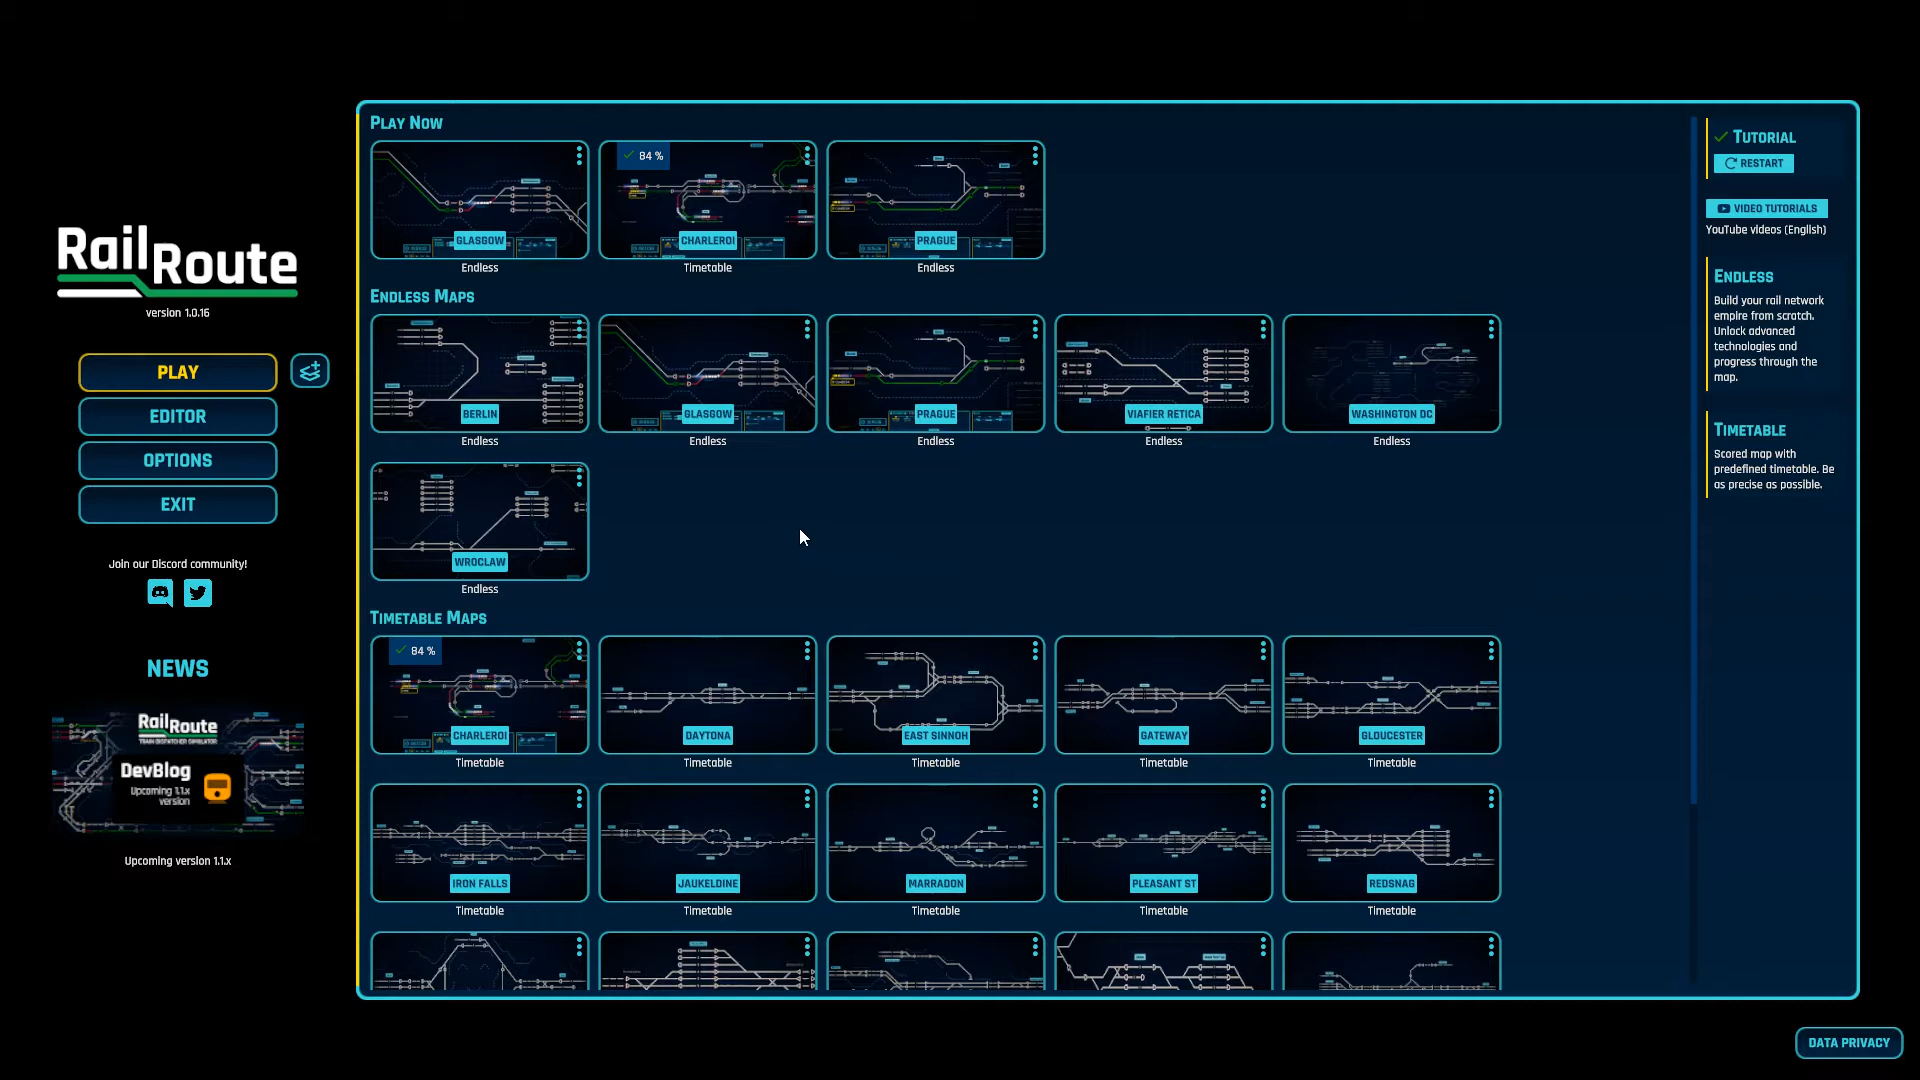 RailRoute
version 1.0.16
PLAY
EDITOR
OPTIONS
EXIT
Join our Discord community!
NEWS
RailRoute
TRAIN DISPATCHER SIMULATOR
DevBlog
Upcoming 1.1.x
version
Upcoming version 1.1.x
PLAY NOW
GLASGOW
Endless
84 %
CHARLEROI
Timetable
PRAGUE
Endless
ENDLESS MAPS
BERLIN
Endless
GLASGOW
Endless
PRAGUE
Endless
VIAFIER RETICA
Endless
WASHINGTON DC
Endless
WROCLAW
Endless
TIMETABLE MAPS
84 %
CHARLEROI
Timetable
DAYTONA
Timetable
EAST SINNOH
Timetable
GATEWAY
Timetable
GLOUCESTER
Timetable
IRON FALLS
Timetable
JAUKELDINE
Timetable
MARRADON
Timetable
PLEASANT ST
Timetable
REDSNAG
Timetable
TUTORIAL
RESTART
VIDEO TUTORIALS
YouTube videos (English)
ENDLESS
Build your rail network
empire from scratch.
Unlock advanced
technologies and
progress through the
map.
TIMETABLE
Scored map with
predefined timetable. Be
as precise as possible.
DATA PRIVACY